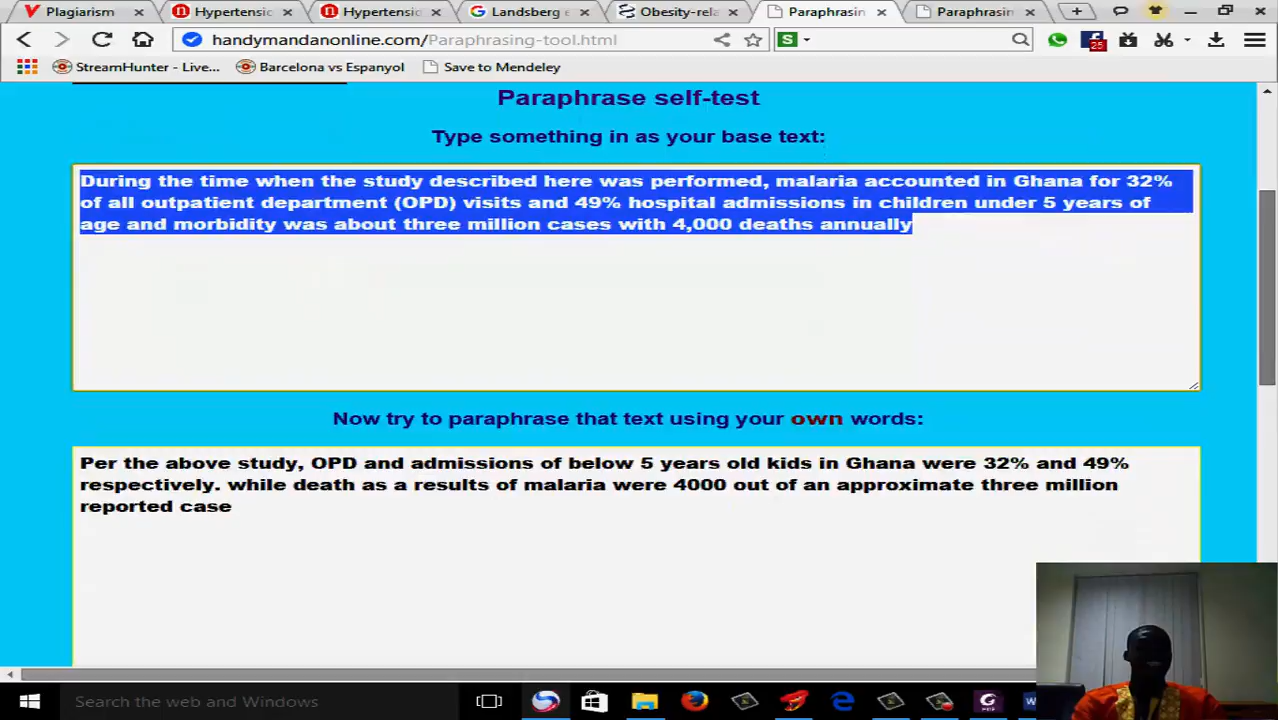 Plagiarism
Hypertensic
Hypertensic
Landsberg e
Obesity-rela
Paraphrasin
Paraphrasin
handymandanonline.com/Paraphrasing-tool.html
S
25
StreamHunter - Live...
Barcelona vs Espanyol
Save to Mendeley
Paraphrase self-test
Type something in as your base text:
During the time when the study described here was performed, malaria accounted in Ghana for 32%
of all outpatient department (OPD) visits and 49% hospital admissions in children under 5 years of
age and morbidity was about three million cases with 4,000 deaths annually
Now try to paraphrase that text using your own words:
Per the above study, OPD and admissions of below 5 years old kids in Ghana were 32% and 49%
respectively. while death as a results of malaria were 4000 out of an approximate three million
reported case
Search the web and Windows